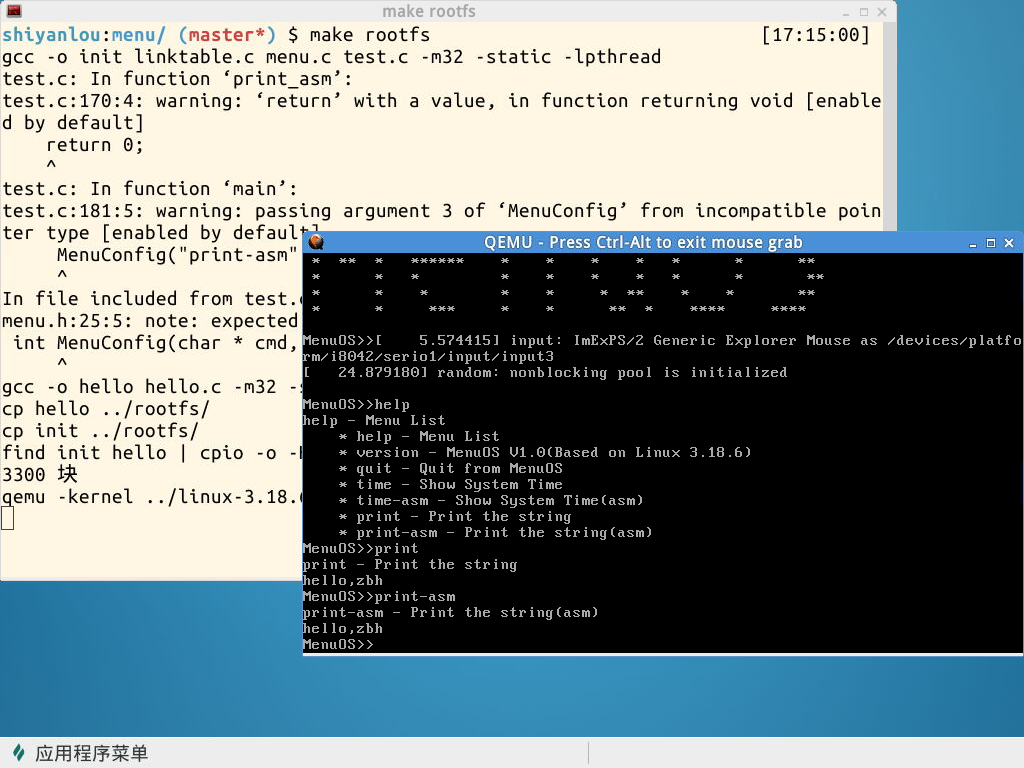 make rootfs
shiyanlou:menu/ (master*) $ make rootfs [17:15:00]
gcc -o init linktable.c menu.c test.c -m32 -static -lpthread
test.c: In function ‘print_asm’:
test.c:170:4: warning: ‘return’ with a value, in function returning void [enable
d by default]
return 0;
^
test.c: In function ‘main’:
test.c:181:5: warning: passing argument 3 of ‘MenuConfig’ from incompatible poin
ter type [enabled by default]
MenuConfig("print-asm"
^
In file included from test.c
menu.h:25:5: note: expected
int MenuConfig(char * cmd,
^
gcc -o hello hello.c -m32 -s
cp hello ../rootfs/
cp init ../rootfs/
find init hello | cpio -o -H
3300 块
qemu -kernel ../linux-3.18.6
QEMU - Press Ctrl-Alt to exit mouse grab
* ** * ****** * * * * * * **
* * * * * * * * * **
* * * * * * ** * * **
* * *** * * ** * **** ****
MenuOS>>[ 5.574415] input: ImExPS/2 Generic Explorer Mouse as /devices/platfo
rm/i8042/serio1/input/input3
[ 24.879180] random: nonblocking pool is initialized
MenuOS>>help
help - Menu List
* help - Menu List
* version - MenuOS V1.0(Based on Linux 3.18.6)
* quit - Quit from MenuOS
* time - Show System Time
* time-asm - Show System Time(asm)
* print - Print the string
* print-asm - Print the string(asm)
MenuOS>>print
print - Print the string
hello,zbh
MenuOS>>print-asm
print-asm - Print the string(asm)
hello,zbh
MenuOS>>
应用程序菜单